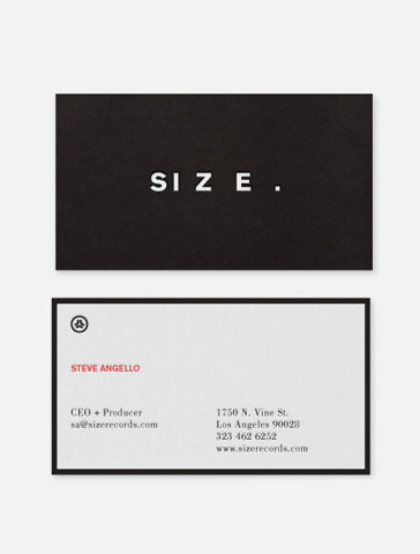 SIZE.
STEVE ANGELLO
CEO + Producer
sa@sizerecords.com
1750 N. Vine St.
Los Angeles 90028
323 462 6252
www.sizerecords.com